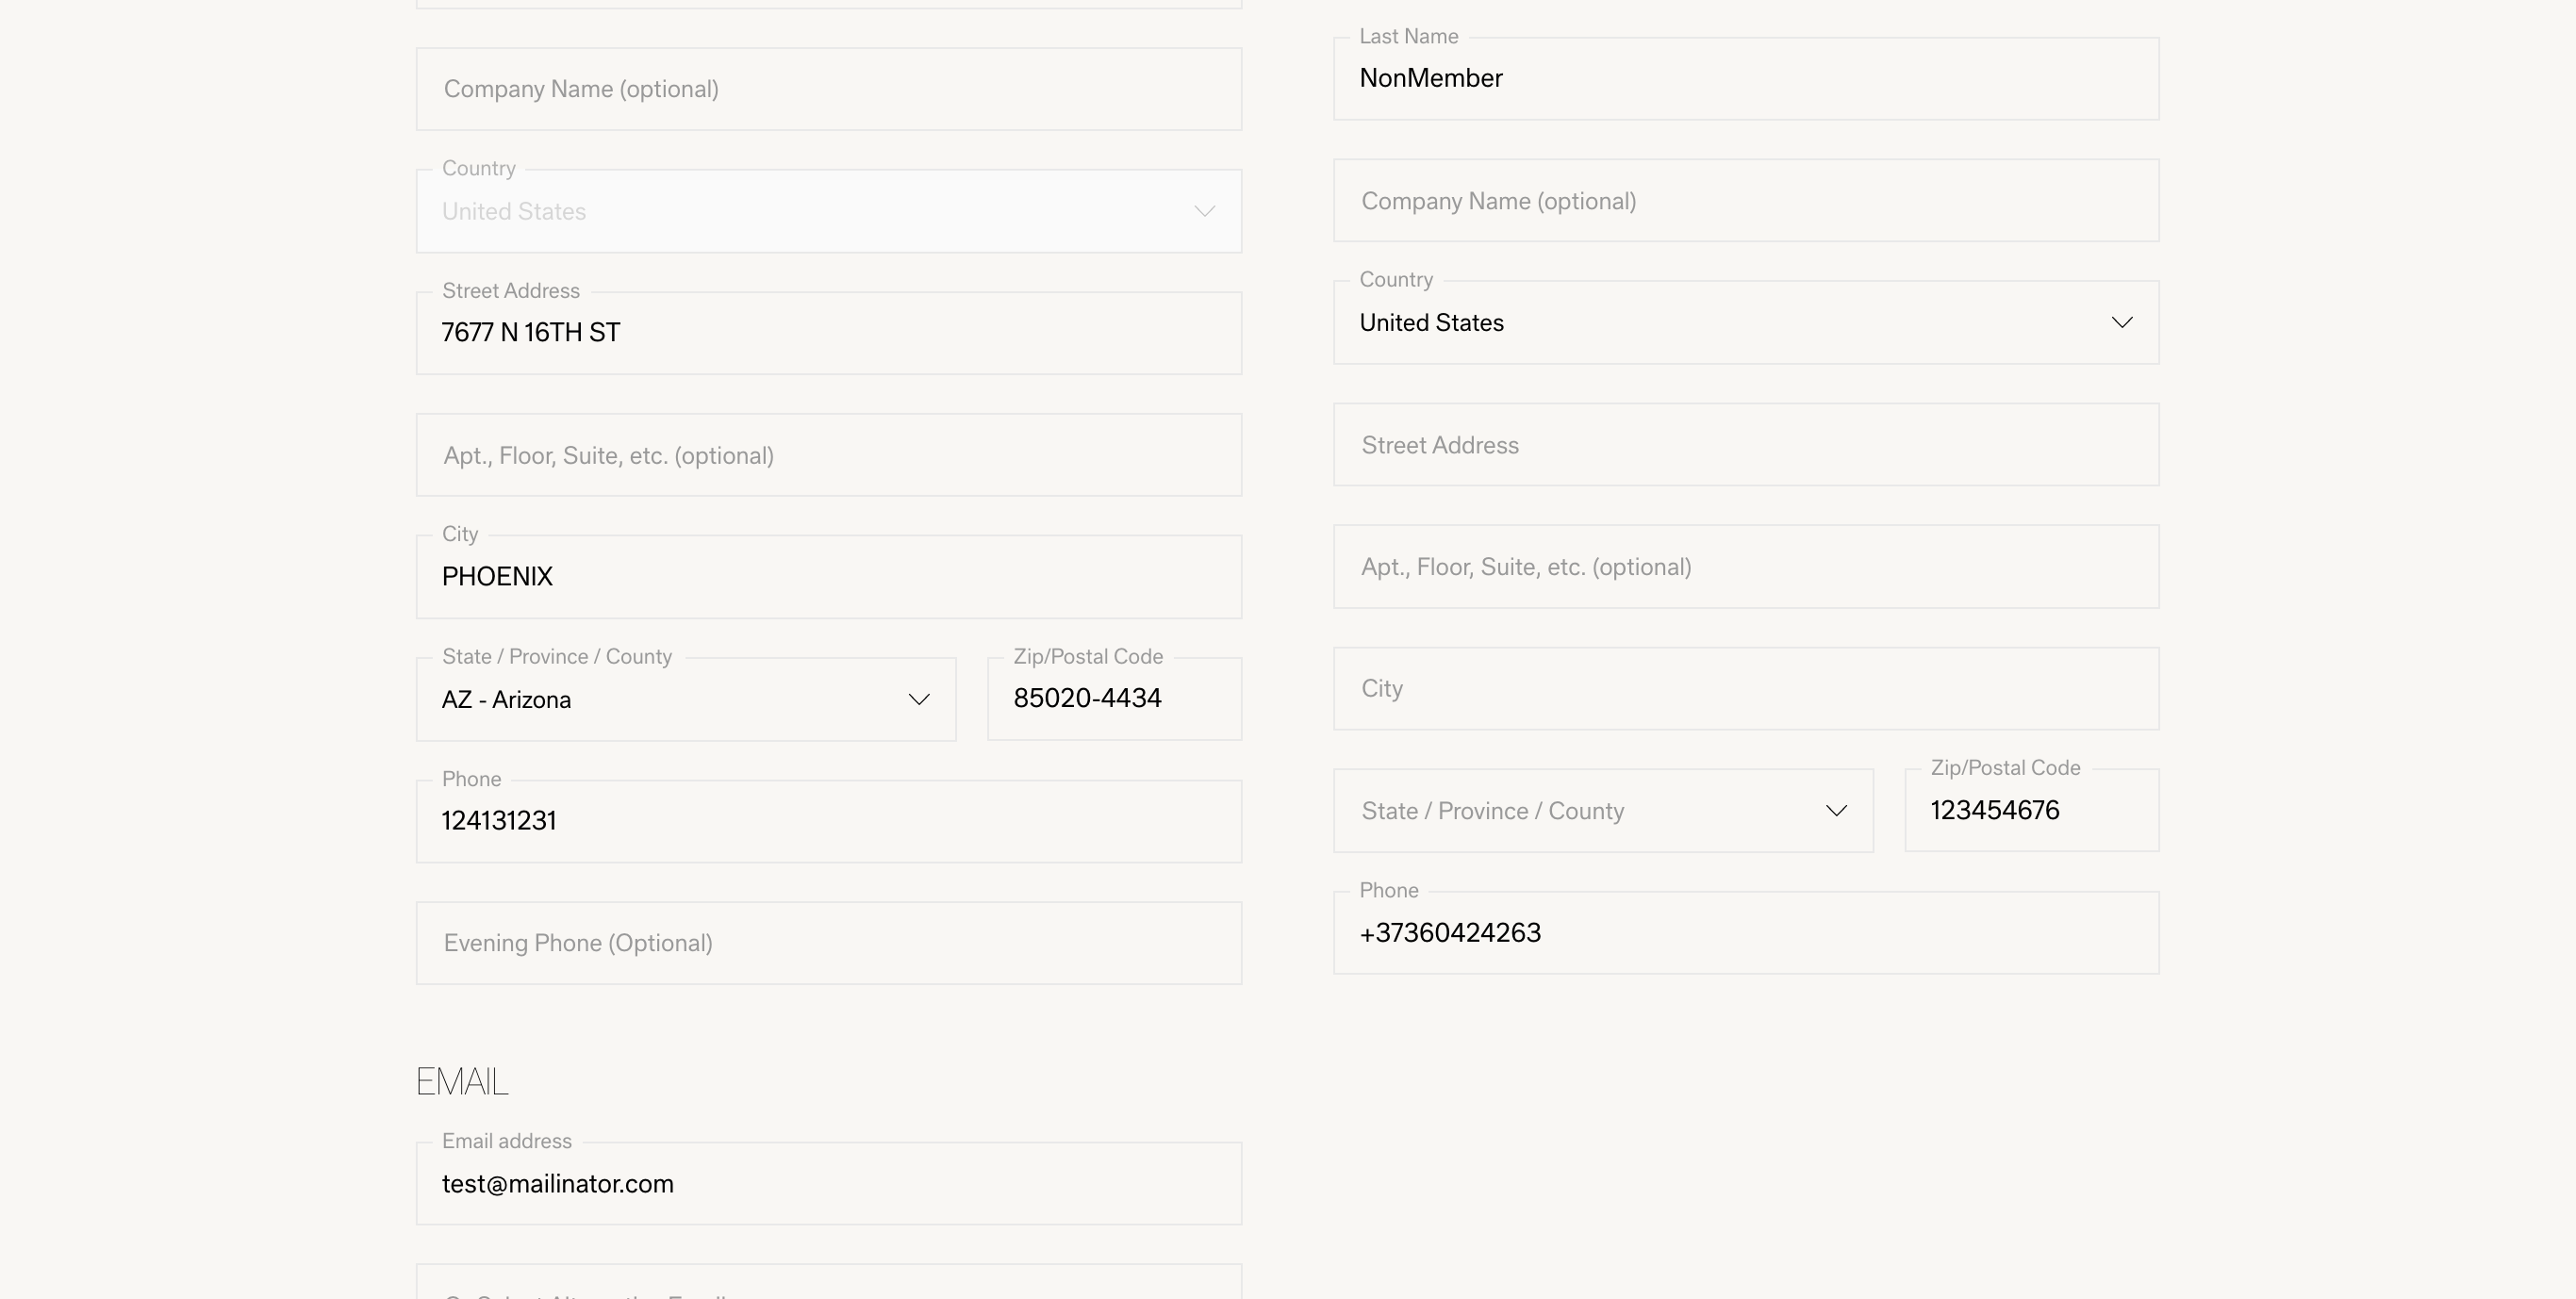 Company Name (optional)
Country
United States
Street Address
7677 N 16TH ST
Apt., Floor, Suite, etc. (optional)
City
PHOENIX
State / Province / County
AZ - Arizona
Zip/Postal Code
85020-4434
Phone
124131231
Evening Phone (Optional)
EMAIL
Email address
test@mailinator.com
Last Name
NonMember
Company Name (optional)
Country
United States
Street Address
Apt., Floor, Suite, etc. (optional)
City
State / Province / County
Zip/Postal Code
123454676
Phone
+37360424263